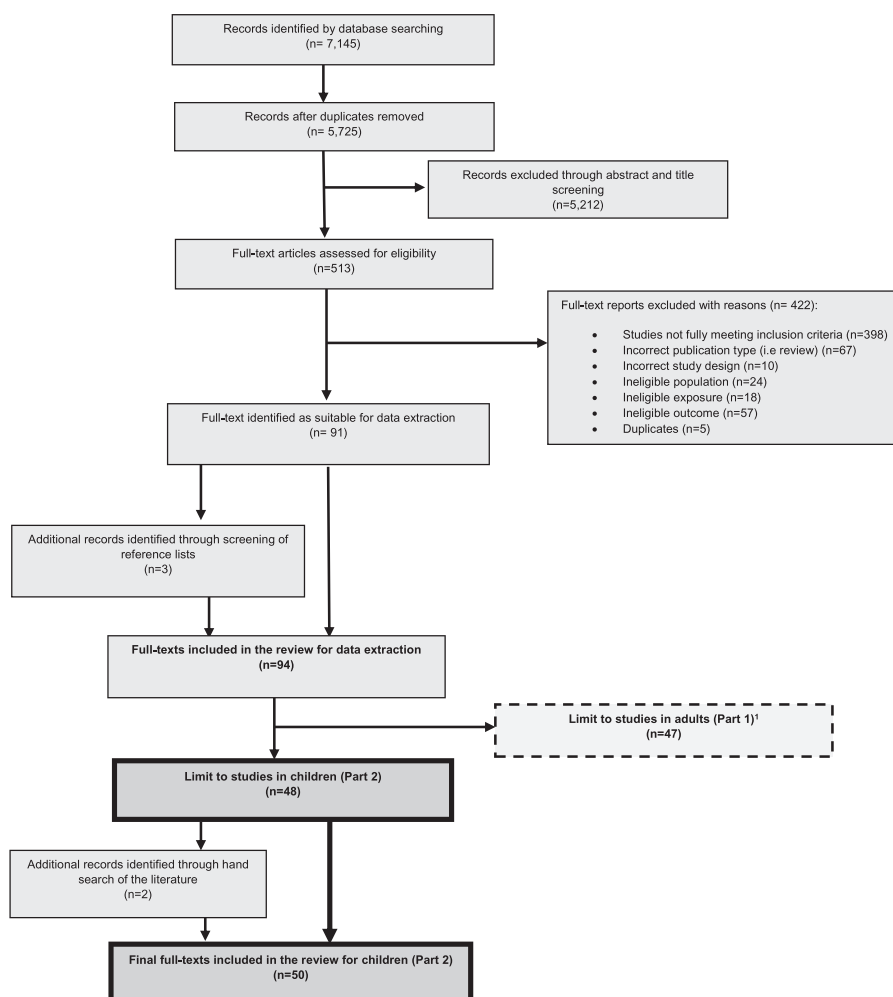 Records identified by database searching
(n= 7,145)
Records after duplicates removed
(n= 5,725)
Records excluded through abstract and title
screening
(n=5,212)
Full-text articles assessed for eligibility
(n=513)
Full-text reports excluded with reasons (n= 422):
• Studies not fully meeting inclusion criteria (n=398)
• Incorrect publication type (i.e review) (n=67)
• Incorrect study design (n=10)
• Ineligible population (n=24)
• Ineligible exposure (n=18)
• Ineligible outcome (n=57)
• Duplicates (n=5)
Full-text identified as suitable for data extraction
(n= 91)
Additional records identified through screening of
reference lists
(n=3)
Full-texts included in the review for data extraction
(n=94)
Limit to studies in adults (Part 1)¹
(n=47)
Limit to studies in children (Part 2)
(n=48)
Additional records identified through hand
search of the literature
(n=2)
Final full-texts included in the review for children (Part 2)
(n=50)